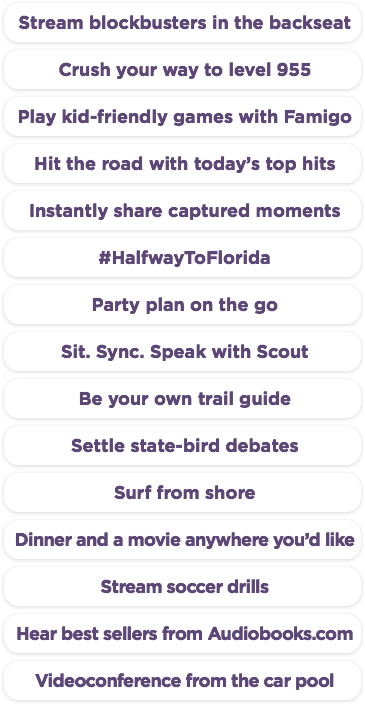 Stream blockbusters in the backseat
Crush your way to level 955
Play kid-friendly games with Famigo
Hit the road with today’s top hits
Instantly share captured moments
#HalfwayToFlorida
Party plan on the go
Sit. Sync. Speak with Scout
Be your own trail guide
Settle state-bird debates
Surf from shore
Dinner and a movie anywhere you’d like
Stream soccer drills
Hear best sellers from Audiobooks.com
Videoconference from the car pool